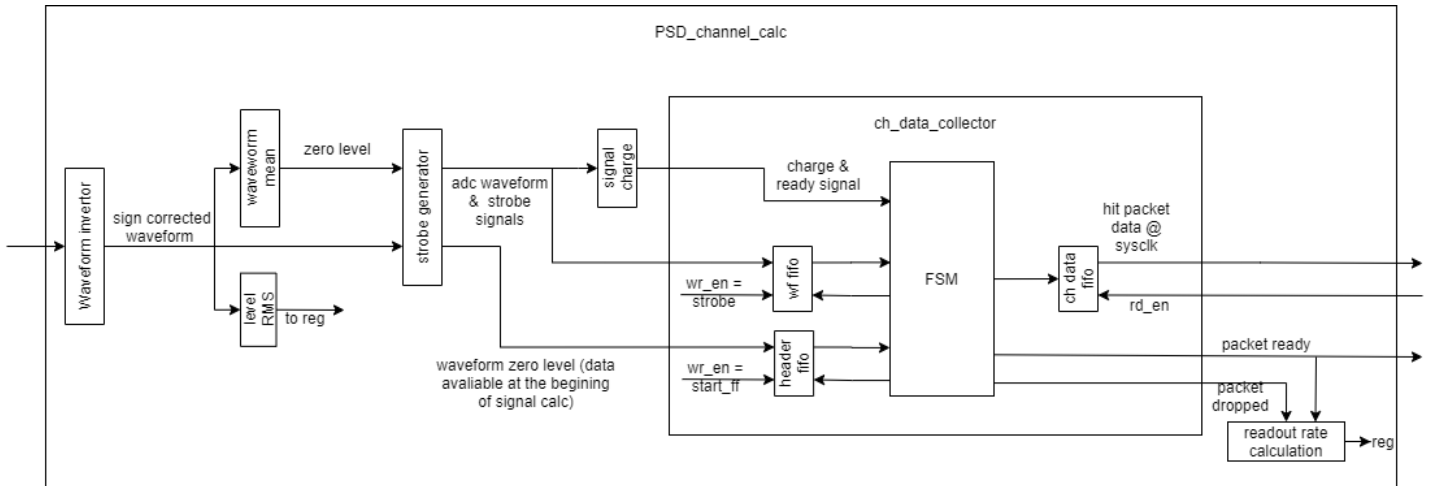 PSD_channel_calc
ch_data_collector
Waveform invertor
sign corrected
waveform
waveworm
mean
zero level
level
RMS
to reg
strobe generator
adc waveform
& strobe
signals
signal
charge
charge &
ready signal
wr_en =
strobe
wf fifo
waveform zero level (data
avaliable at the begining
of signal calc)
wr_en =
start_ff
header
fifo
FSM
ch data
fifo
hit packet
data @
sysclk
rd_en
packet ready
packet
dropped
readout rate
calculation
reg